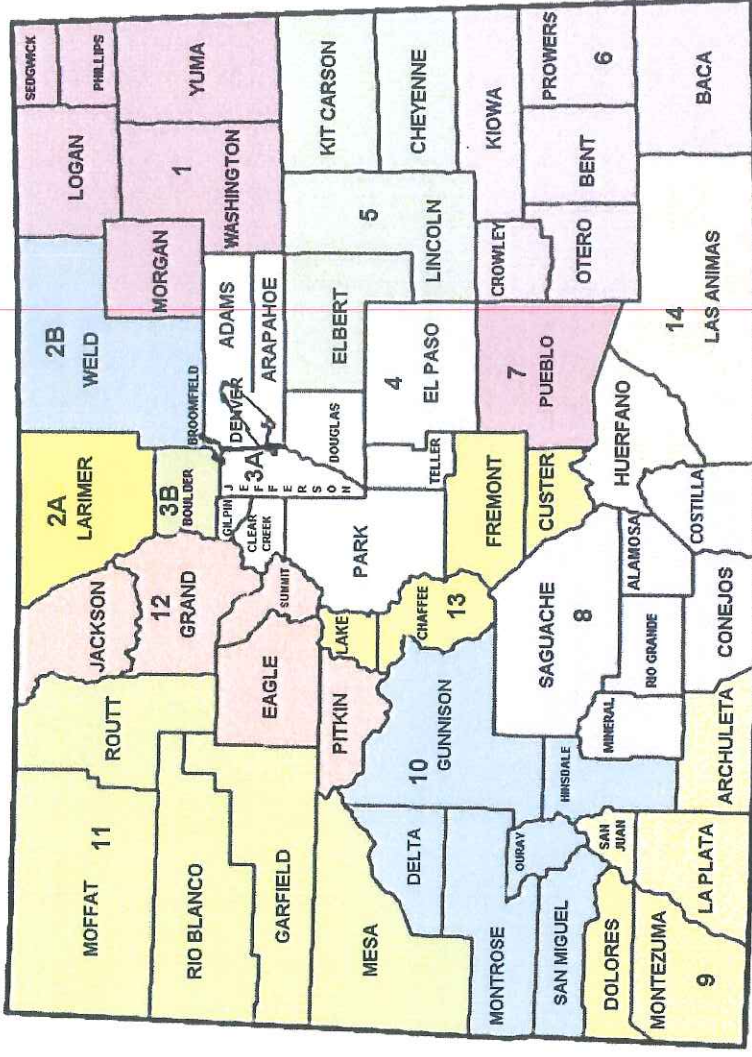 MOFFAT
11
ROUTT
JACKSON
2A
LARIMER
2B
WELD
LOGAN
SEDGWICK
PHILLIPS
RIO BLANCO
12
GRAND
3B
BOULDER
BROOMFIELD
MORGAN
1
WASHINGTON
YUMA
GARFIELD
EAGLE
SUMMIT
GILPIN
CLEAR
CREEK
JEFFERSON
3A
DENVER
ADAMS
ARAPAHOE
MESA
PITKIN
LAKE
PARK
DOUGLAS
ELBERT
5
LINCOLN
KIT CARSON
DELTA
10
GUNNISON
CHAFFEE
13
TELLER
4
EL PASO
CHEYENNE
MONTROSE
OURAY
FREMONT
CUSTER
7
PUEBLO
CROWLEY
KIOWA
SAN MIGUEL
HINSDALE
SAGUACHE
8
OTERO
BENT
PROWERS
6
DOLORES
SAN
JUAN
MINERAL
RIO GRANDE
ALAMOSA
HUERFANO
MONTEZUMA
9
LA PLATA
ARCHULETA
CONEJOS
COSTILLA
14
LAS ANIMAS
BACA